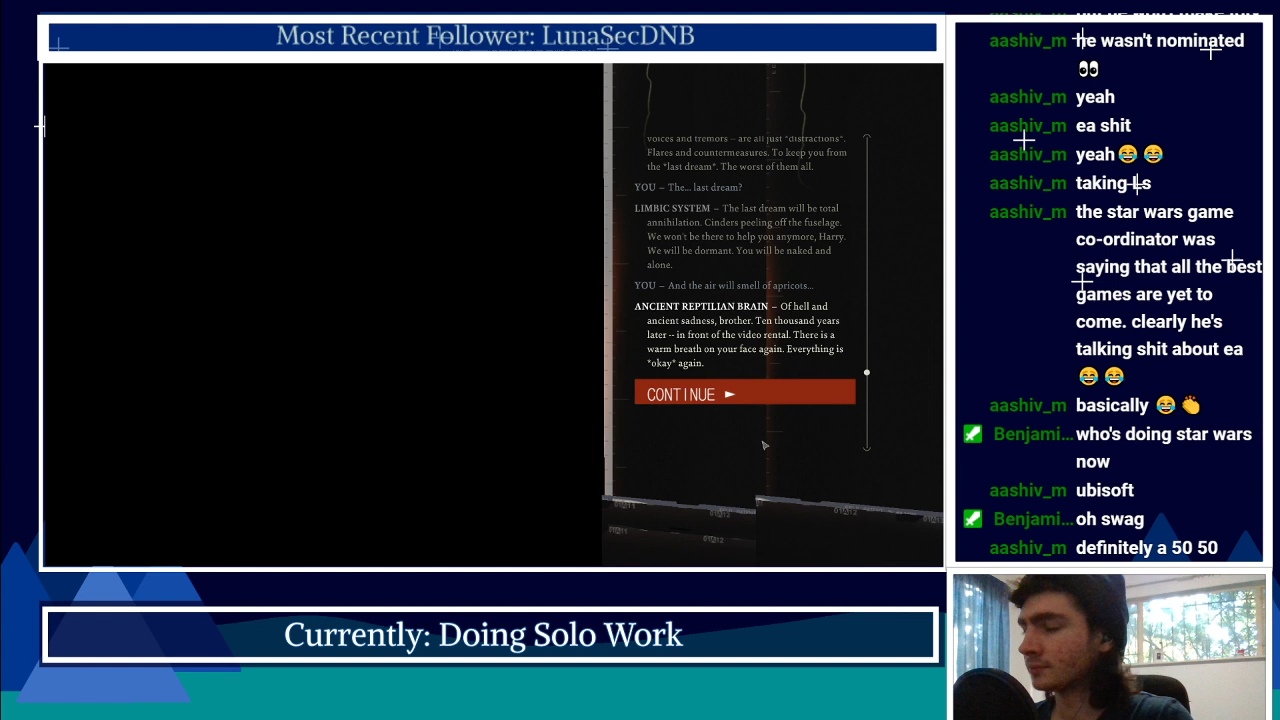 Most Recent Follower: LunaSecDNB
voices and tremors – are all just *distractions*.
Flares and countermeasures. To keep you from
the *last dream*. The worst of them all.
YOU – The... last dream?
LIMBIC SYSTEM – The last dream will be total
annihilation. Cinders peeling off the fuselage.
We won't be there to help you anymore, Harry.
We will be dormant. You will be naked and
alone.
YOU – And the air will smell of apricots...
ANCIENT REPTILIAN BRAIN – Of hell and
ancient sadness, brother. Ten thousand years
later -- in front of the video rental. There is a
warm breath on your face again. Everything is
*okay* again.
CONTINUE ►
Currently: Doing Solo Work
aashiv_m he wasn't nominated
👀
aashiv_m yeah
aashiv_m ea shit
aashiv_m yeah😂 😂
aashiv_m taking Ls
aashiv_m the star wars game
co-ordinator was
saying that all the best
games are yet to
come. clearly he's
talking shit about ea
😂 😂
aashiv_m basically 😂 👏
Benjami... who's doing star wars
now
aashiv_m ubisoft
Benjami... oh swag
aashiv_m definitely a 50 50